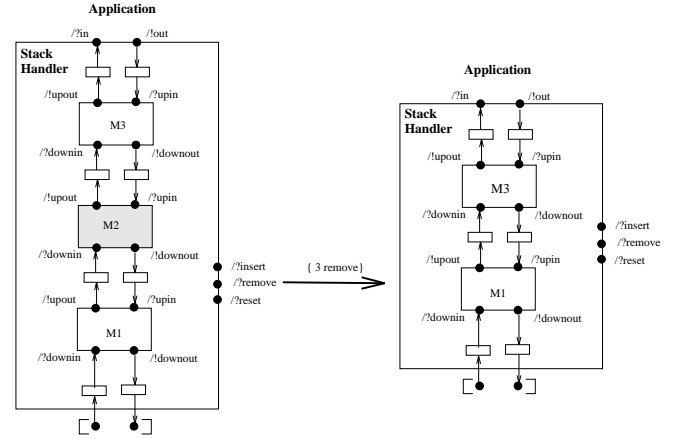 Application
/?in
/!out
Stack
Handler
/!upout
/?upin
M3
/?downin
/!downout
/!upout
/?upin
M2
/?downin
/!downout
/!upout
/?upin
M1
/?downin
/!downout
/?insert
/?remove
/?reset
{ 3 remove}
Application
/?in
/!out
Stack
Handler
/!upout
/?upin
M3
/?downin
/!downout
/!upout
/?upin
M1
/?downin
/!downout
/?insert
/?remove
/?reset